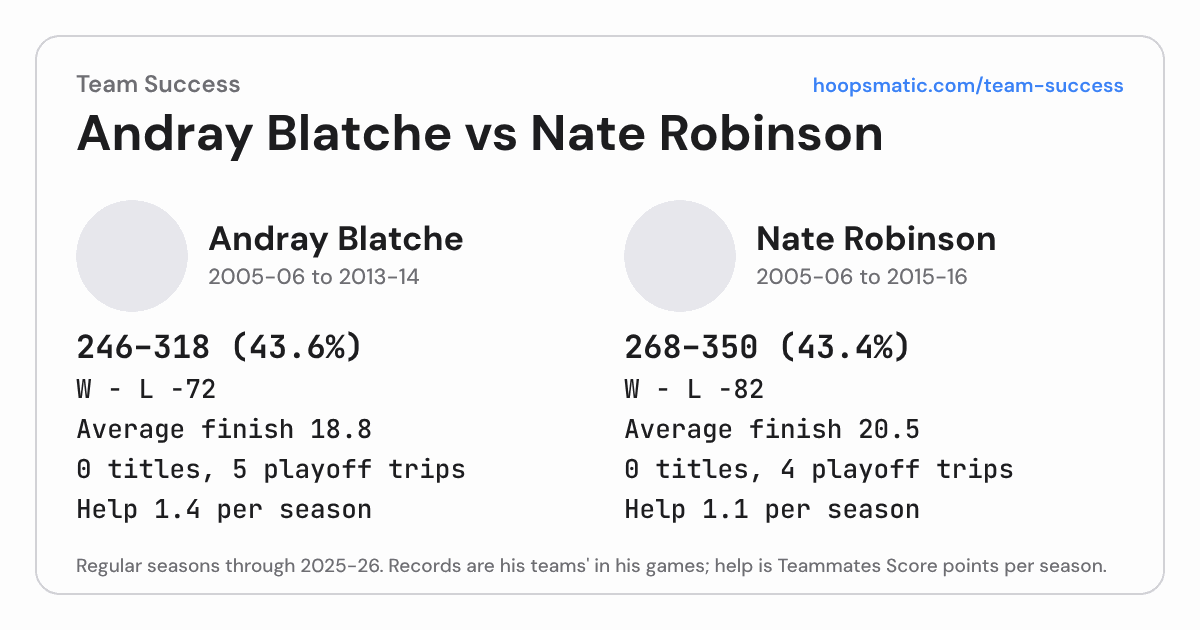 Team Success
hoopsmatic.com/team-success
Andray Blatche vs Nate Robinson
Andray Blatche
2005-06 to 2013-14
246-318 (43.6%)
W - L -72
Average finish 18.8
0 titles, 5 playoff trips
Help 1.4 per season
Nate Robinson
2005-06 to 2015-16
268-350 (43.4%)
W - L -82
Average finish 20.5
0 titles, 4 playoff trips
Help 1.1 per season
Regular seasons through 2025-26. Records are his teams' in his games; help is Teammates Score points per season.